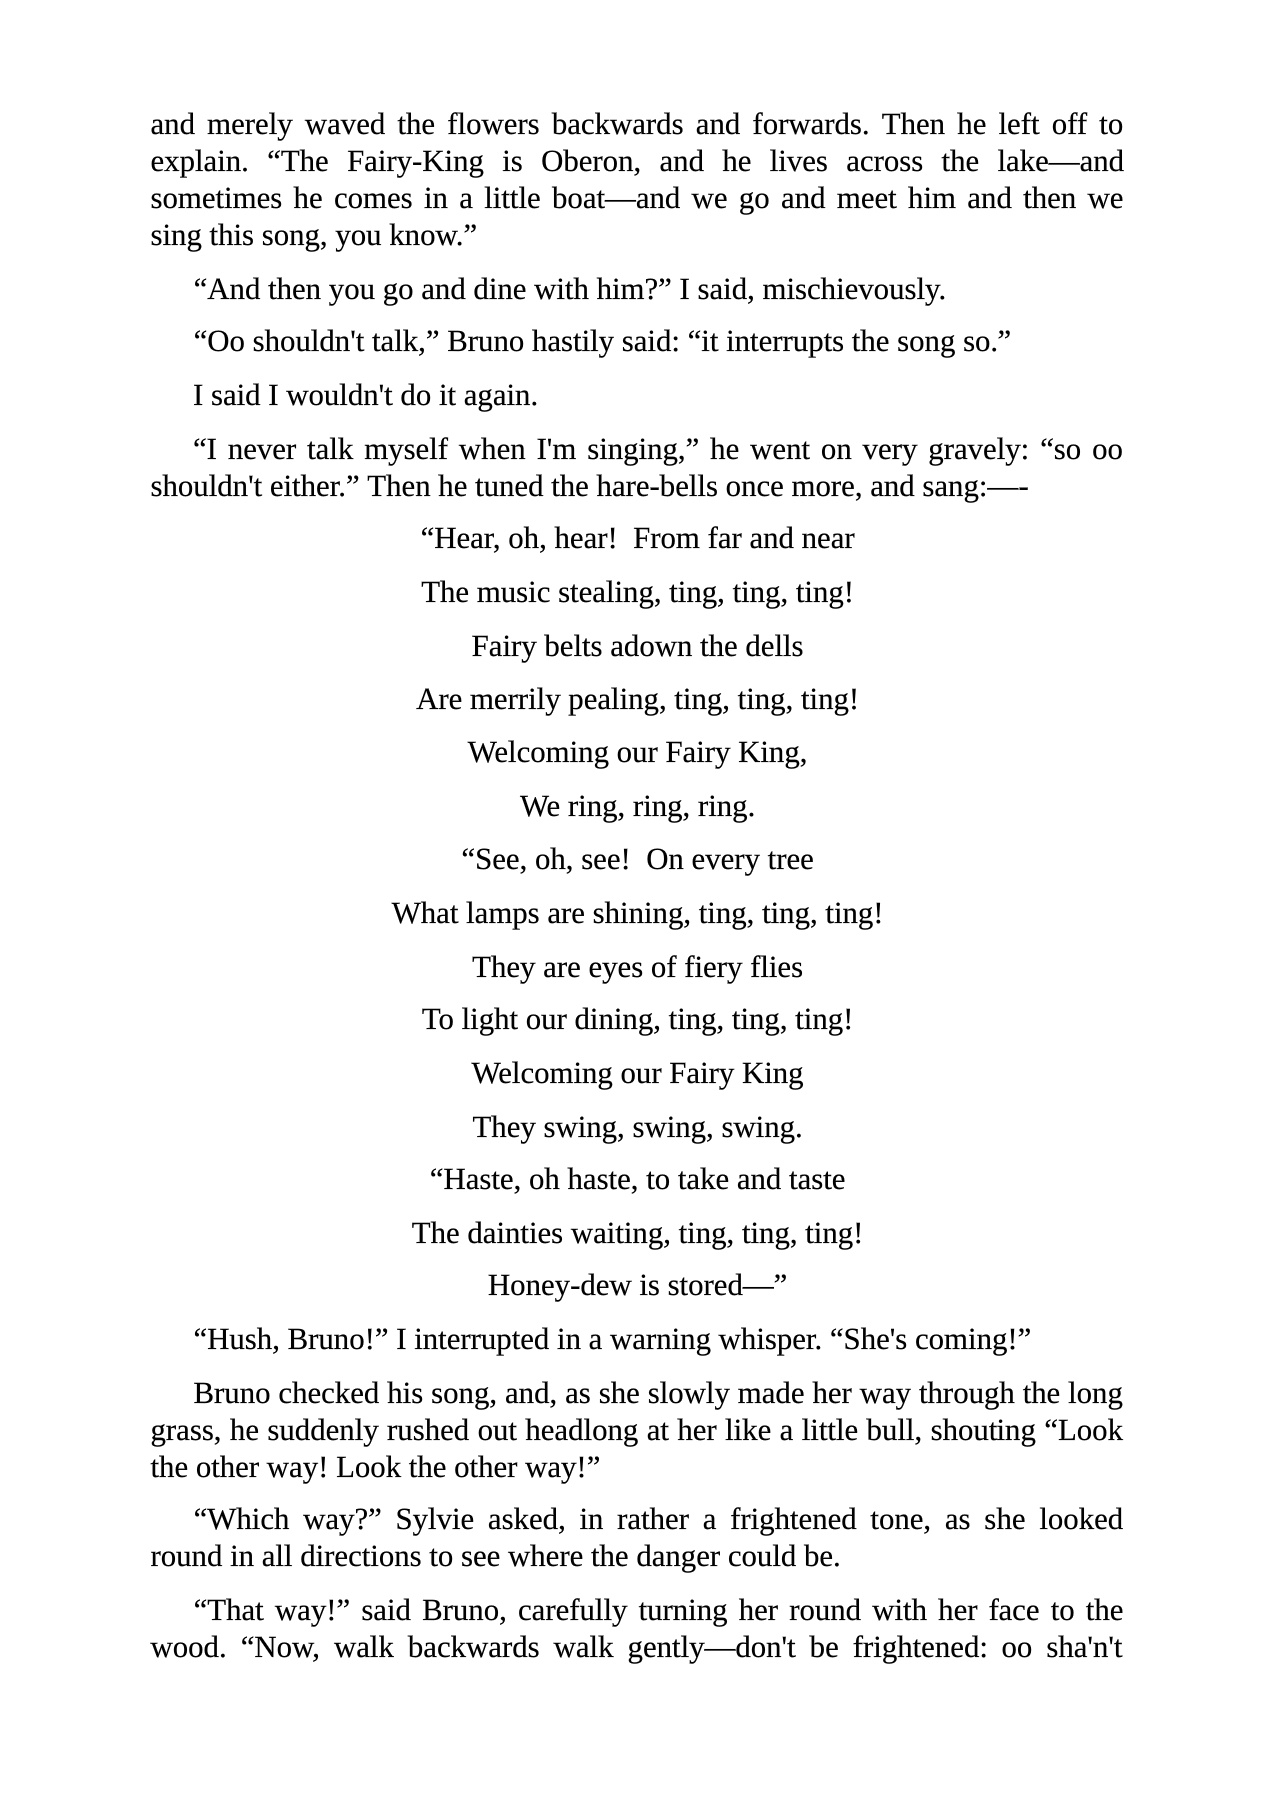 and merely waved the flowers backwards and forwards. Then he left off to
explain. “The Fairy-King is Oberon, and he lives across the lake—and
sometimes he comes in a little boat—and we go and meet him and then we
sing this song, you know.”
“And then you go and dine with him?” I said, mischievously.
“Oo shouldn't talk,” Bruno hastily said: “it interrupts the song so.”
I said I wouldn't do it again.
“I never talk myself when I'm singing,” he went on very gravely: “so oo
shouldn't either.” Then he tuned the hare-bells once more, and sang:—-
“Hear, oh, hear!  From far and near
The music stealing, ting, ting, ting!
Fairy belts adown the dells
Are merrily pealing, ting, ting, ting!
Welcoming our Fairy King,
We ring, ring, ring.
“See, oh, see!  On every tree
What lamps are shining, ting, ting, ting!
They are eyes of fiery flies
To light our dining, ting, ting, ting!
Welcoming our Fairy King
They swing, swing, swing.
“Haste, oh haste, to take and taste
The dainties waiting, ting, ting, ting!
Honey-dew is stored—”
“Hush, Bruno!” I interrupted in a warning whisper. “She's coming!”
Bruno checked his song, and, as she slowly made her way through the long
grass, he suddenly rushed out headlong at her like a little bull, shouting “Look
the other way! Look the other way!”
“Which way?” Sylvie asked, in rather a frightened tone, as she looked
round in all directions to see where the danger could be.
“That way!” said Bruno, carefully turning her round with her face to the
wood. “Now, walk backwards walk gently—don't be frightened: oo sha'n't